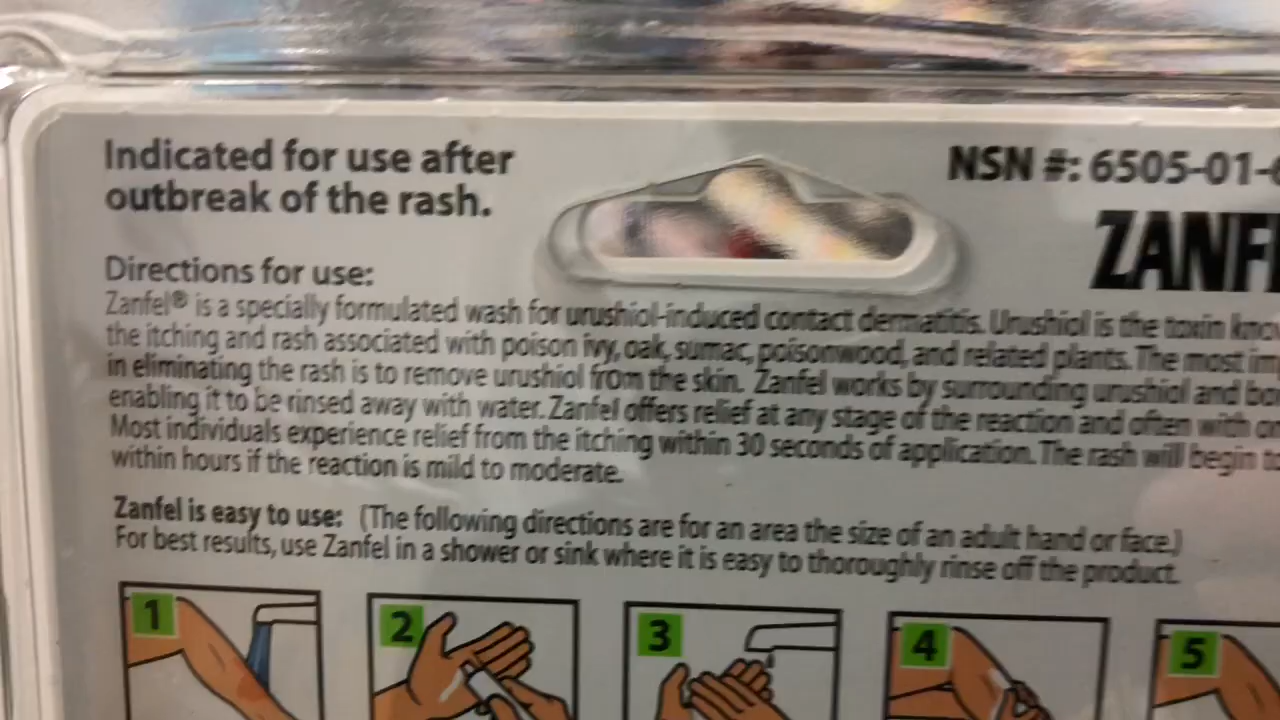 Indicated for use after
outbreak of the rash.
NSN #: 6505-01-
ZANF
Directions for use:
Zanfel® is a specially formulated wash for urushiol-induced contact dermatitis. Urushiol is the toxin
the itching and rash associated with poison ivy, oak, sumac, poisonwood, and related plants. The most
in eliminating the rash is to remove urushiol from the skin. Zanfel works by surrounding urushiol and
enabling it to be rinsed away with water. Zanfel offers relief at any stage of the reaction and often with
Most individuals experience relief from the itching within 30 seconds of application. The rash will begin
within hours if the reaction is mild to moderate.
Zanfel is easy to use: (The following directions are for an area the size of an adult hand or face.)
For best results, use Zanfel in a shower or sink where it is easy to thoroughly rinse off the product.
1 2 3 4 5